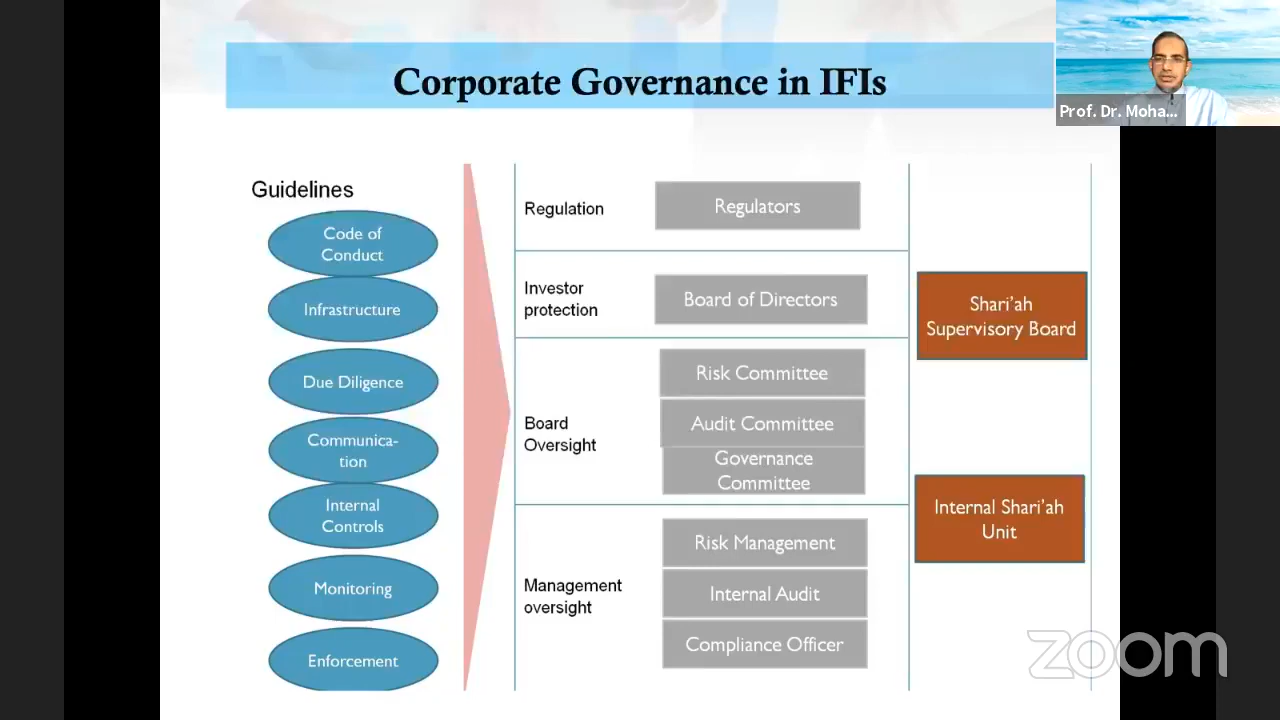 Corporate Governance in IFIs
Prof. Dr. Moha...
Guidelines
Code of
Conduct
Infrastructure
Due Diligence
Communica-
tion
Internal
Controls
Monitoring
Enforcement
Regulation
Regulators
Investor
protection
Board of Directors
Board
Oversight
Risk Committee
Audit Committee
Governance
Committee
Management
oversight
Risk Management
Internal Audit
Compliance Officer
Shari’ah
Supervisory Board
Internal Shari’ah
Unit
zoom